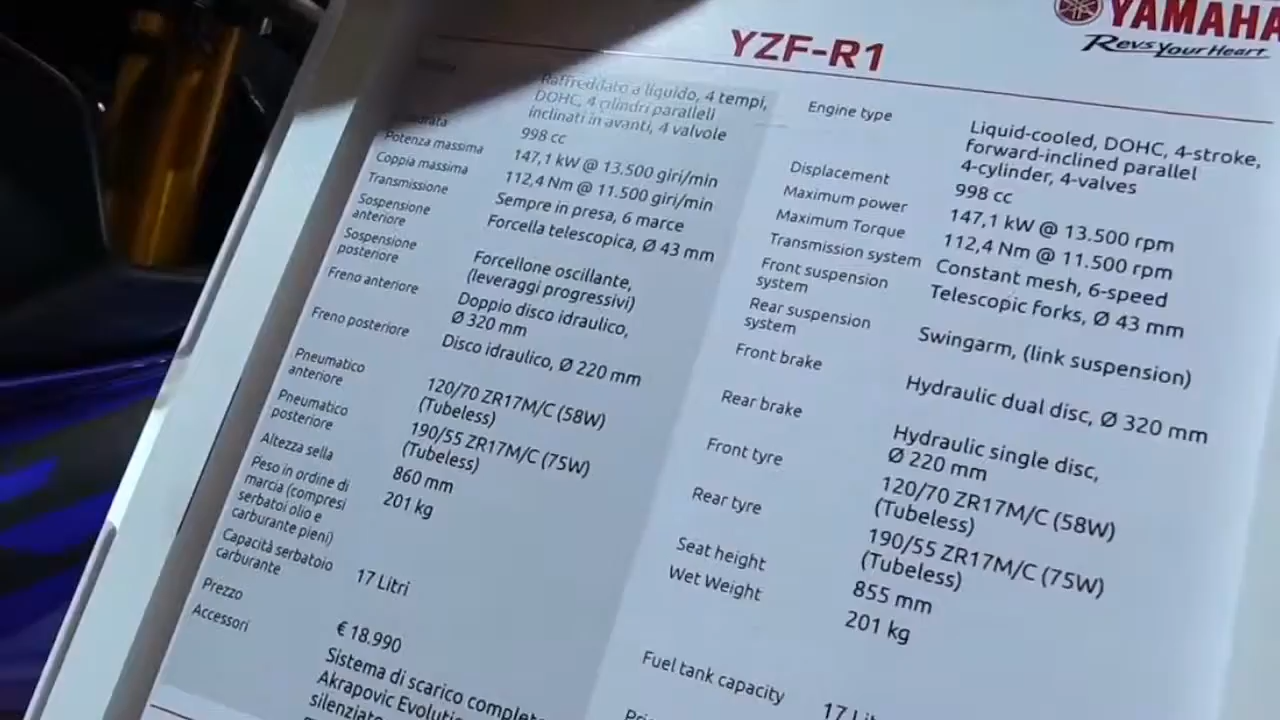 YAMAHA
Revs Your Heart
YZF-R1
Raffreddato a liquido, 4 tempi,
DOHC, 4 cilindri paralleli
inclinati in avanti, 4 valvole
998 cc
Potenza massima 147,1 kW @ 13.500 giri/min
Coppia massima 112,4 Nm @ 11.500 giri/min
Transmissione Sempre in presa, 6 marce
Sospensione
anteriore
Forcella telescopica, Ø 43 mm
Sospensione
posteriore
Forcellone oscillante,
(leveraggi progressivi)
Freno anteriore Doppio disco idraulico,
Ø 320 mm
Freno posteriore Disco idraulico, Ø 220 mm
Pneumatico
anteriore
120/70 ZR17M/C (58W)
(Tubeless)
Pneumatico
posteriore
190/55 ZR17M/C (75W)
(Tubeless)
Altezza sella 860 mm
Peso in ordine di
marcia (compresi
serbatoi olio e
carburante pieni)
201 kg
Capacità serbatoio
carburante
17 Litri
Prezzo € 18.990
Accessori Sistema di scarico completo
Akrapovic
Engine type Liquid-cooled, DOHC, 4-stroke,
Forward-inclined parallel
4-cylinder, 4-valves
Displacement 998 cc
Maximum power 147,1 kW @ 13.500 rpm
Maximum Torque 112,4 Nm @ 11.500 rpm
Transmission system Constant mesh, 6-speed
Front suspension
system
Telescopic forks, Ø 43 mm
Rear suspension
system
Swingarm, (link suspension)
Front brake Hydraulic dual disc, Ø 320 mm
Rear brake Hydraulic single disc,
Ø 220 mm
Front tyre 120/70 ZR17M/C (58W)
(Tubeless)
Rear tyre 190/55 ZR17M/C (75W)
(Tubeless)
Seat height 855 mm
Wet Weight 201 kg
Fuel tank capacity 17